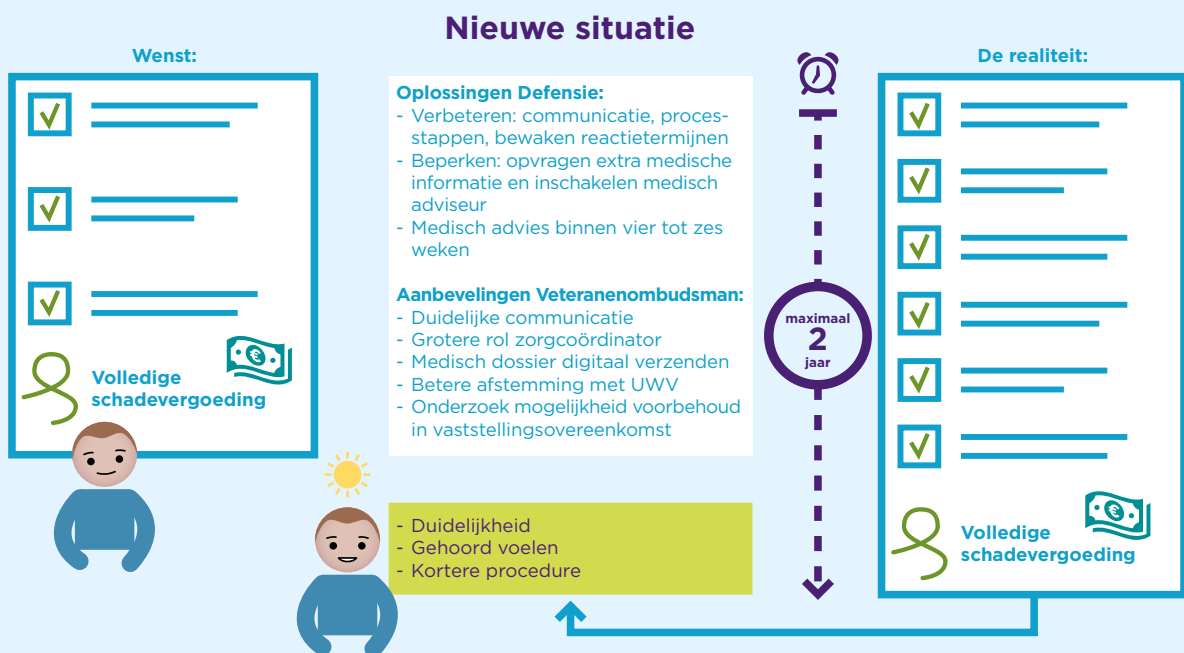 Nieuwe situatie
Wenst:
Volledige
schadevergoeding
Oplossingen Defensie:
- Verbeteren: communicatie, proces-
stappen, bewaken reactietermijnen
- Beperken: opvragen extra medische
informatie en inschakelen medisch
adviseur
- Medisch advies binnen vier tot zes
weken
Aanbevelingen Veteranenombudsman:
- Duidelijke communicatie
- Grotere rol zorgcoördinator
- Medisch dossier digitaal verzenden
- Betere afstemming met UWV
- Onderzoek mogelijkheid voorbehoud
in vaststellingsovereenkomst
- Duidelijkheid
- Gehoord voelen
- Kortere procedure
maximaal
2
jaar
De realiteit:
Volledige
schadevergoeding